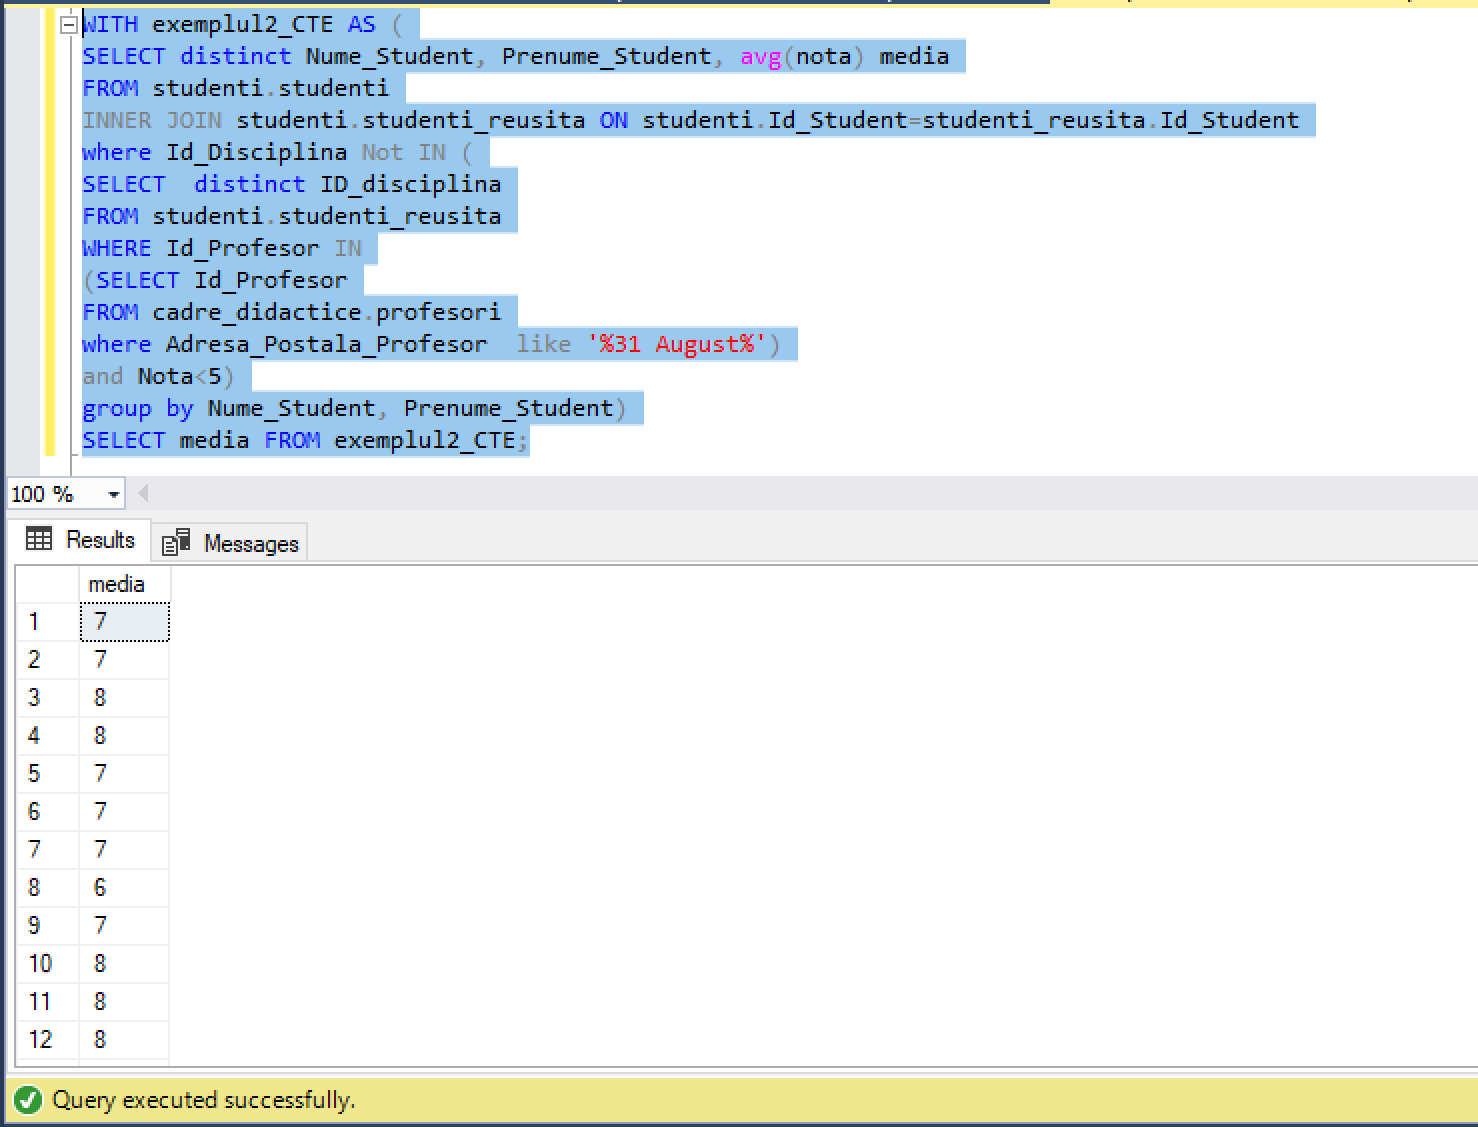 WITH exemplul2_CTE AS (
SELECT distinct Nume_Student, Prenume_Student, avg(nota) media
FROM studenti.studenti
INNER JOIN studenti.studenti_reusita ON studenti.Id_Student=studenti_reusita.Id_Student
where Id_Disciplina Not IN (
SELECT  distinct ID_disciplina
FROM studenti.studenti_reusita
WHERE Id_Profesor IN
(SELECT Id_Profesor
FROM cadre_didactice.profesori
where Adresa_Postala_Profesor  like '%31 August%')
and Nota<5)
group by Nume_Student, Prenume_Student)
SELECT media FROM exemplul2_CTE;
100 %
Results Messages
media
1 7
2 7
3 8
4 8
5 7
6 7
7 7
8 6
9 7
10 8
11 8
12 8
Query executed successfully.